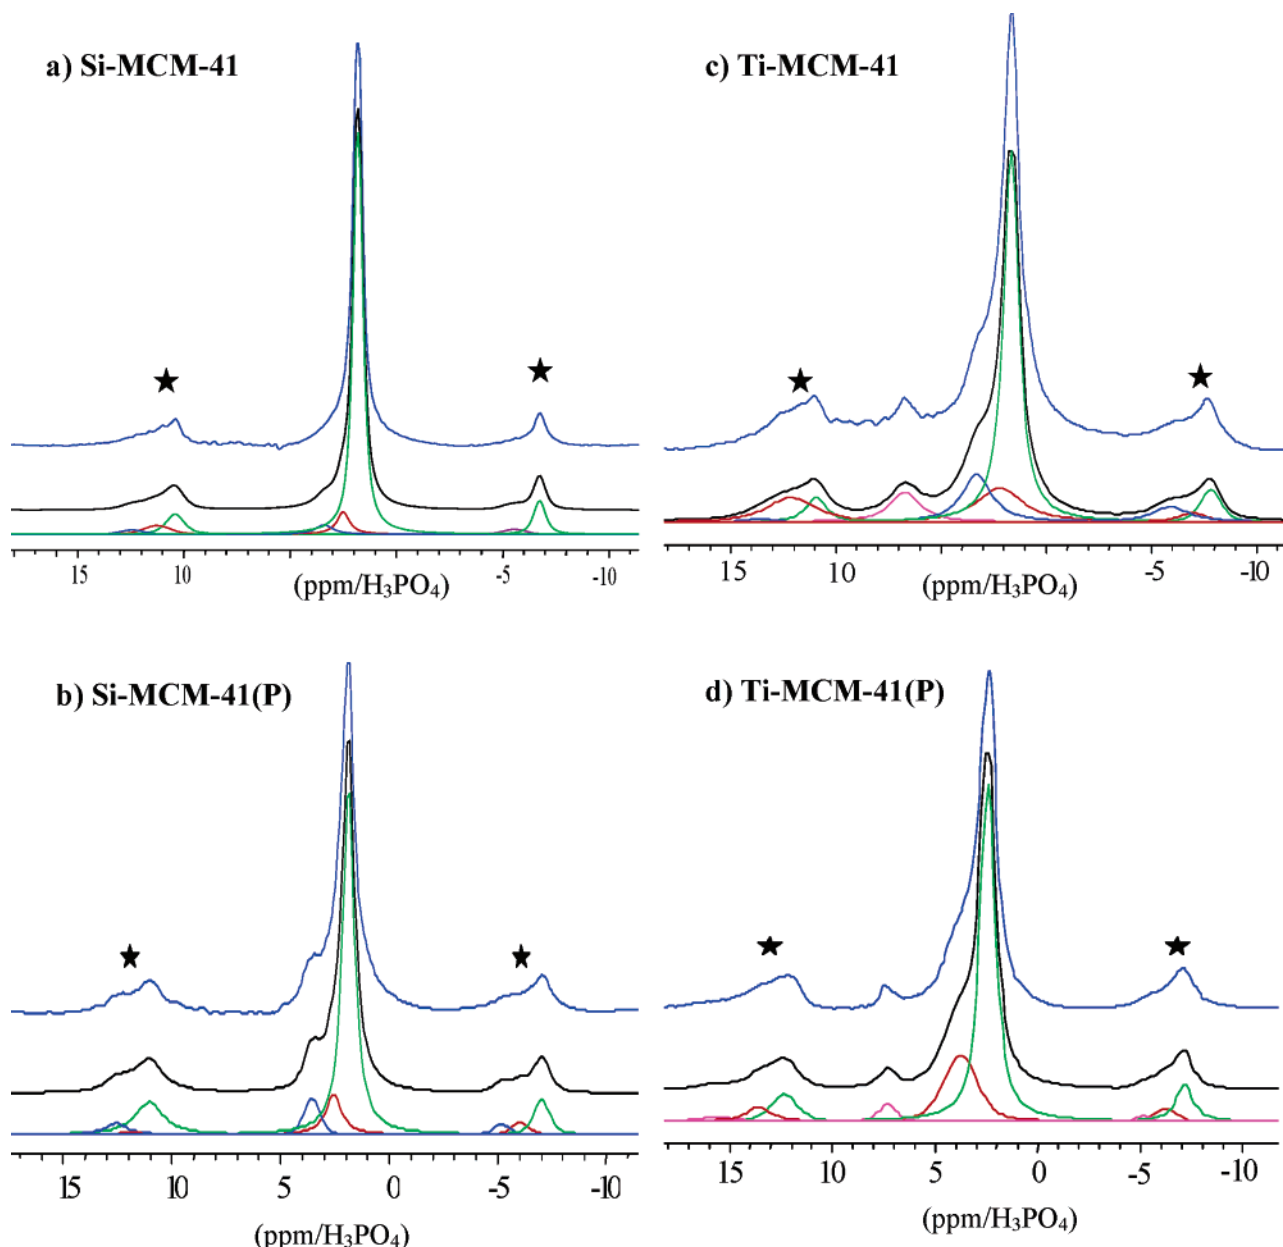 a) Si-MCM-41
15 10 -5 -10
(ppm/H₃PO₄)
c) Ti-MCM-41
15 10 -5 -10
(ppm/H₃PO₄)
b) Si-MCM-41(P)
15 10 5 0 -5 -10
(ppm/H₃PO₄)
d) Ti-MCM-41(P)
15 10 5 0 -5 -10
(ppm/H₃PO₄)